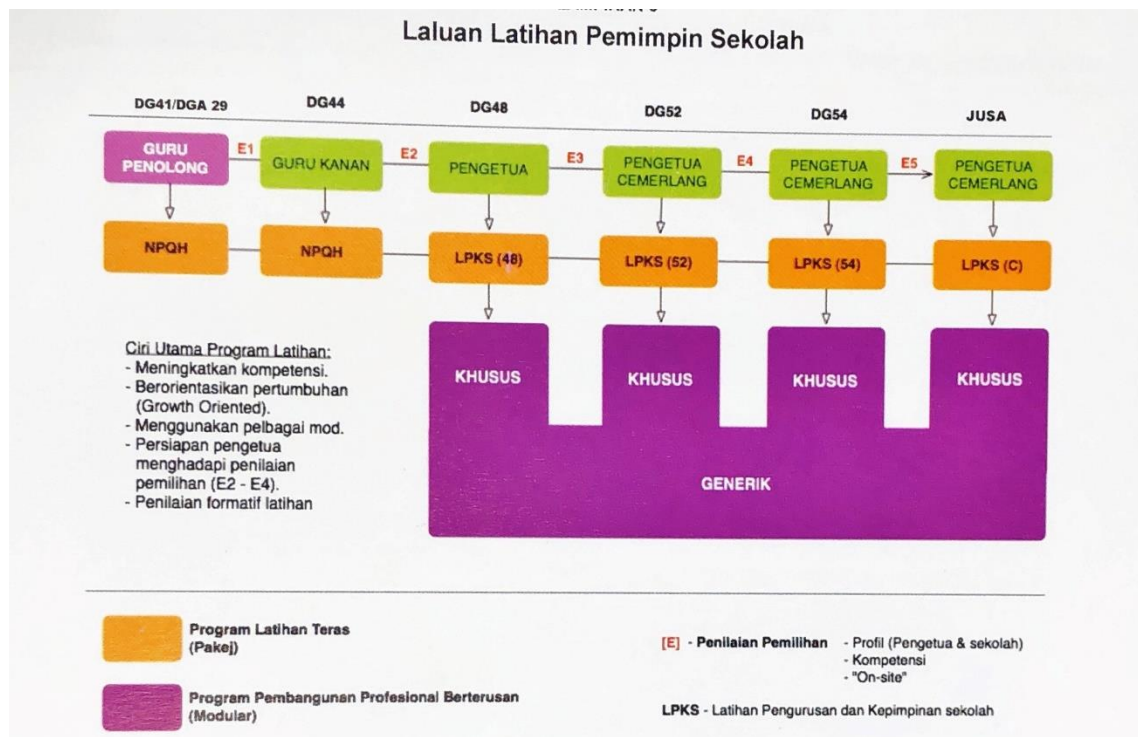 Laluan Latihan Pemimpin Sekolah
DG41/DGA 29
DG44
DG48
DG52
DG54
JUSA
GURU
PENOLONG
E1
GURU KANAN
E2
PENGETUA
E3
PENGETUA
CEMERLANG
E4
PENGETUA
CEMERLANG
E5
PENGETUA
CEMERLANG
NPQH
NPQH
LPKS (48)
LPKS (52)
LPKS (54)
LPKS (C)
KHUSUS
KHUSUS
KHUSUS
KHUSUS
GENERIK
Ciri Utama Program Latihan:
- Meningkatkan kompetensi.
- Berorientasikan pertumbuhan
(Growth Oriented).
- Menggunakan pelbagai mod.
- Persiapan pengetua
menghadapi penilaian
pemilihan (E2 - E4).
- Penilaian formatif latihan
Program Latihan Teras
(Pakej)
Program Pembangunan Profesional Berterusan
(Modular)
[E] - Penilaian Pemilihan - Profil (Pengetua & sekolah)
- Kompetensi
- "On-site"
LPKS - Latihan Pengurusan dan Kepimpinan sekolah